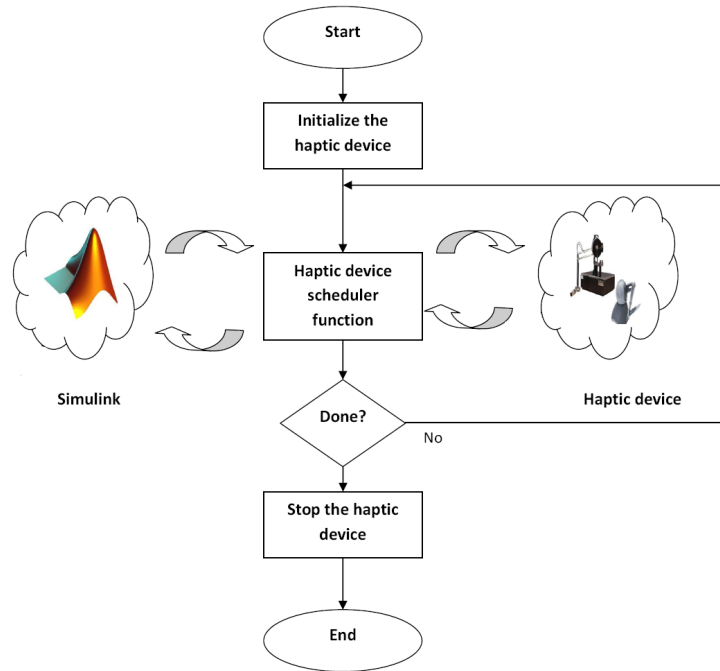 Start
Initialize the
haptic device
Haptic device
scheduler
function
Simulink
Haptic device
Done?
No
Stop the haptic
device
End